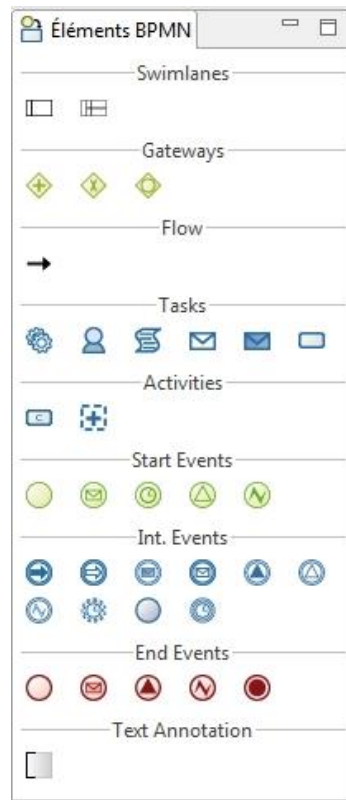 Éléments BPMN
Swimlanes
Gateways
Flow
Tasks
Activities
C
Start Events
Int. Events
End Events
Text Annotation